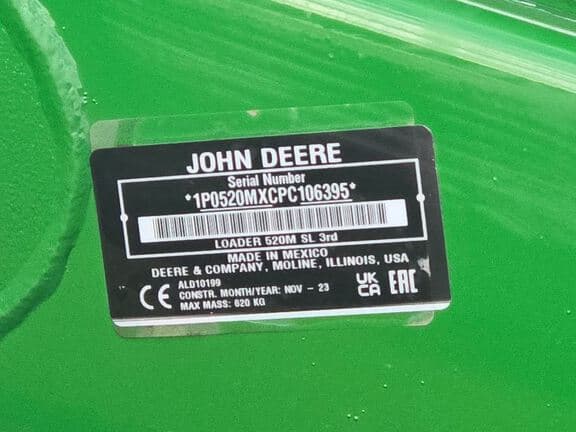 JOHN DEERE
Serial Number
*1P0520MXCPC106395*
LOADER 520M SL 3rd
MADE IN MEXICO
DEERE & COMPANY, MOLINE, ILLINOIS, USA
ALD10199
CONSTR. MONTH/YEAR: NOV - 23
MAX MASS: 620 KG
CE
UK
CA
EAC